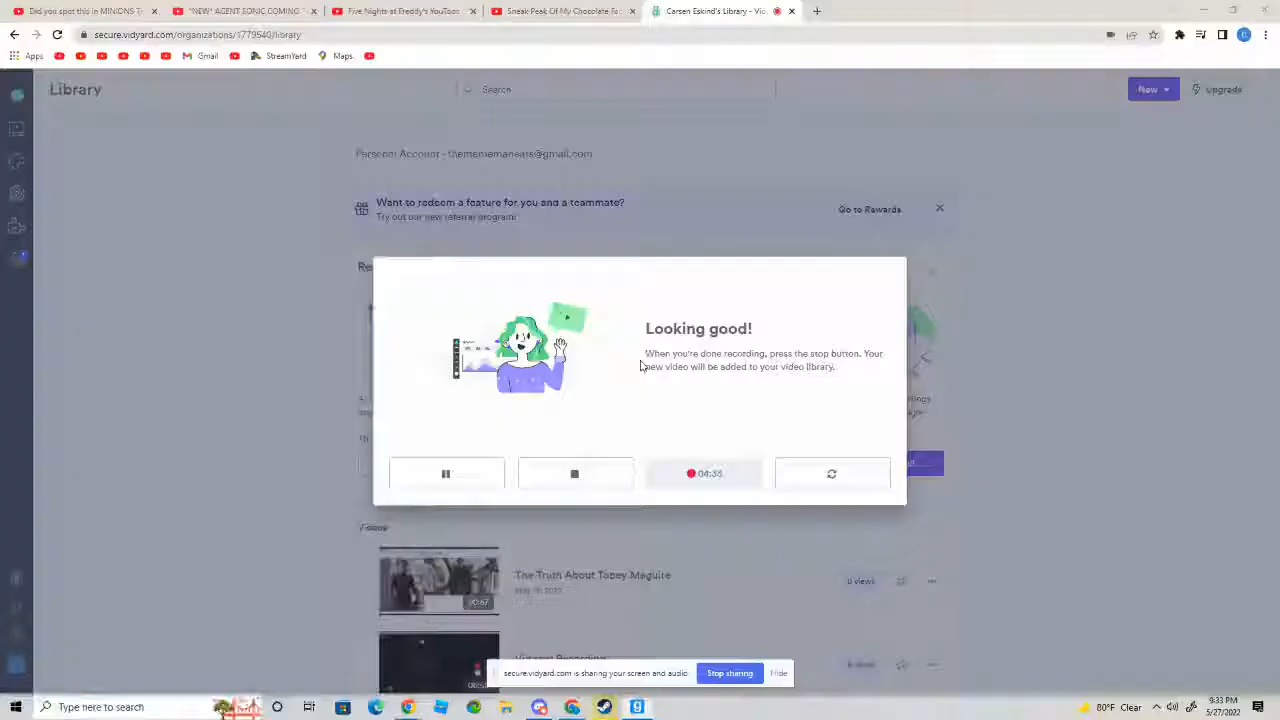 Did you spot this in MINIONS Tr
"NEW" AGENT SONIC COMING
Five Nights at Freddy's YouTom
Sneak Peak Of My Chocolate Fa
Carsen Eskind's Library - Vid
secure.vidyard.com/organizations/1779540/library
Apps
Gmail
StreamYard
Maps
Library
Search
New
Upgrade
Personal Account - themememanears@gmail.com
Want to redeem a feature for you and a teammate?
Try out our new referral program!
Go to Rewards
Re
Looking good!
When you're done recording, press the stop button. Your
new video will be added to your video library.
04:38
Videos
The Truth About Tobey Maguire
0 views
Vidyard Recording
secure.vidyard.com is sharing your screen and audio
Stop sharing
Hide
Type here to search
80°F Clear
9:33 PM
5/27/2022